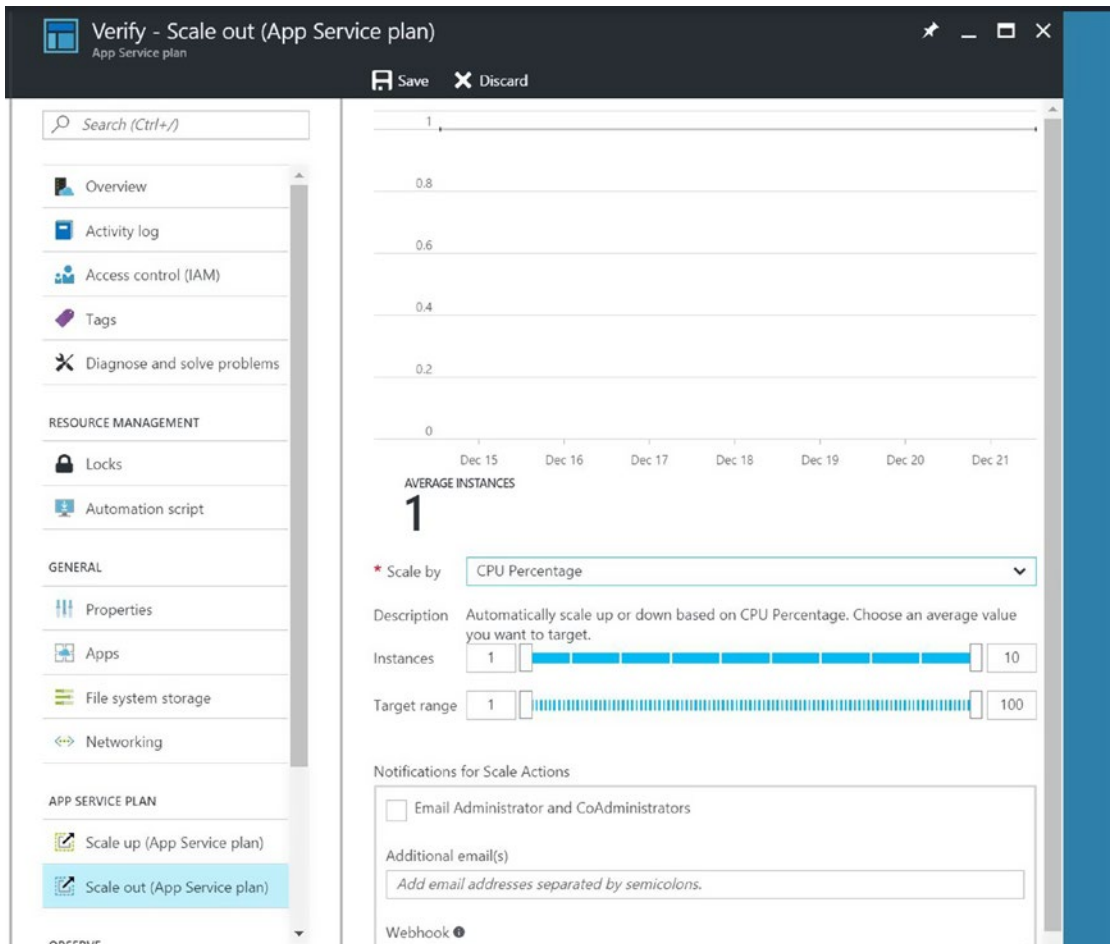 Verify - Scale out (App Service plan)
App Service plan
Save
Discard
Search (Ctrl+/)
Overview
Activity log
Access control (IAM)
Tags
Diagnose and solve problems
RESOURCE MANAGEMENT
Locks
Automation script
GENERAL
Properties
Apps
File system storage
Networking
APP SERVICE PLAN
Scale up (App Service plan)
Scale out (App Service plan)
1
0.8
0.6
0.4
0.2
0
Dec 15 Dec 16 Dec 17 Dec 18 Dec 19 Dec 20 Dec 21
AVERAGE INSTANCES
1
* Scale by CPU Percentage
Description Automatically scale up or down based on CPU Percentage. Choose an average value
you want to target.
Instances 1 10
Target range 1 100
Notifications for Scale Actions
Email Administrator and CoAdministrators
Additional email(s)
Add email addresses separated by semicolons.
Webhook